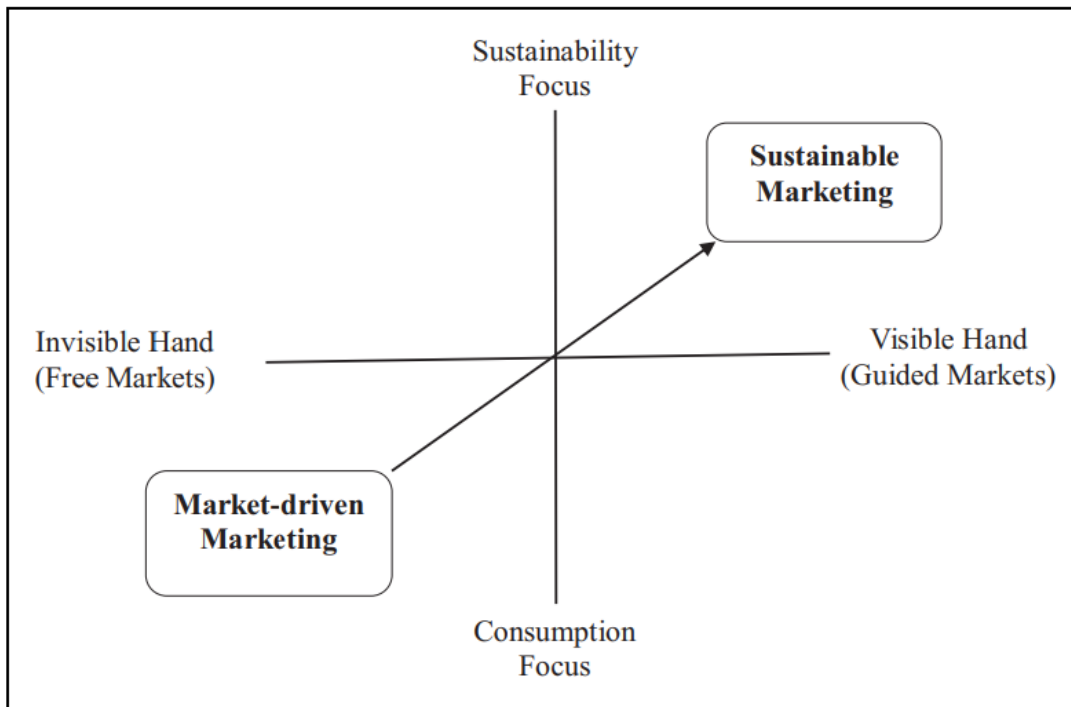 Sustainability
Focus
Sustainable
Marketing
Invisible Hand
(Free Markets)
Visible Hand
(Guided Markets)
Market-driven
Marketing
Consumption
Focus